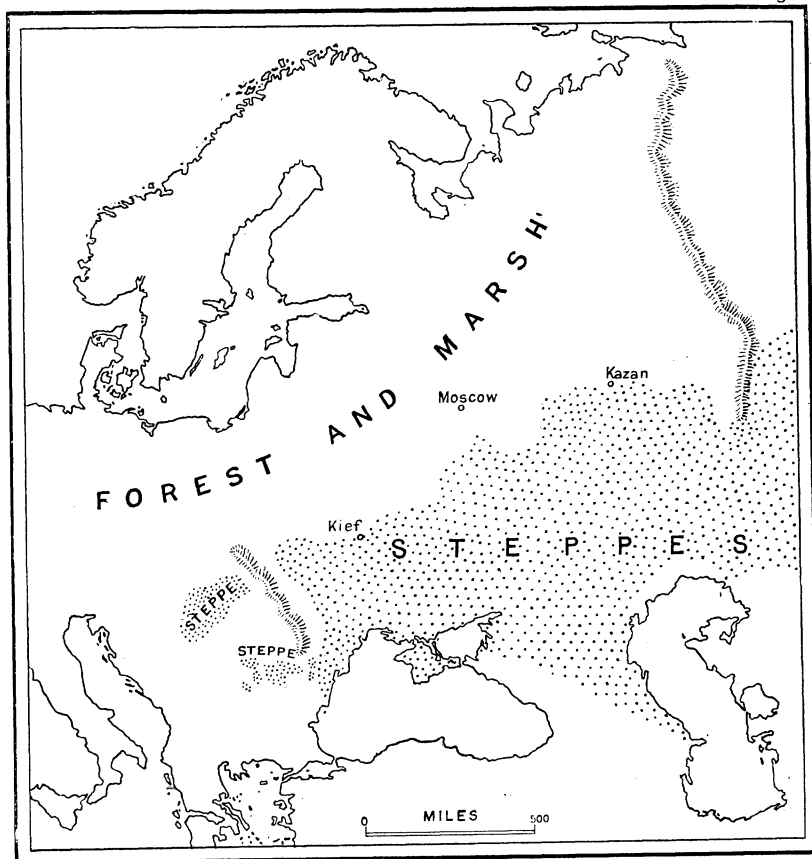 Kazan
Moscow
FOREST AND MARSH
Kief
STEPPES
STEPPE
STEPPE
MILES
0 500